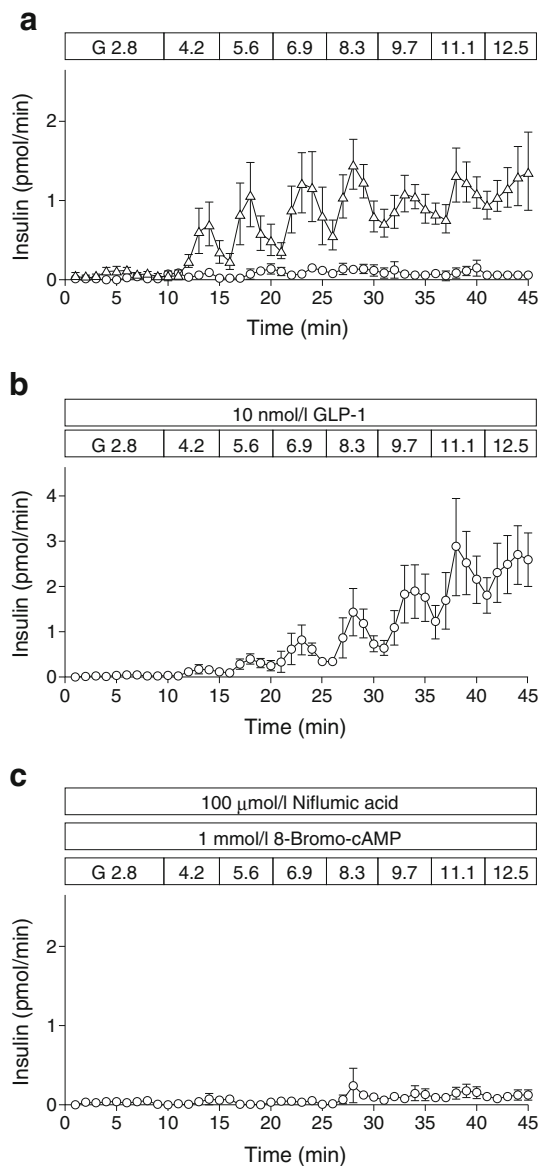 a
G 2.8 4.2 5.6 6.9 8.3 9.7 11.1 12.5
2
1
0
Insulin (pmol/min)
0 5 10 15 20 25 30 35 40 45
Time (min)
b
10 nmol/l GLP-1
G 2.8 4.2 5.6 6.9 8.3 9.7 11.1 12.5
4
3
2
1
0
Insulin (pmol/min)
0 5 10 15 20 25 30 35 40 45
Time (min)
c
100 μmol/l Niflumic acid
1 mmol/l 8-Bromo-cAMP
G 2.8 4.2 5.6 6.9 8.3 9.7 11.1 12.5
2
1
0
Insulin (pmol/min)
0 5 10 15 20 25 30 35 40 45
Time (min)